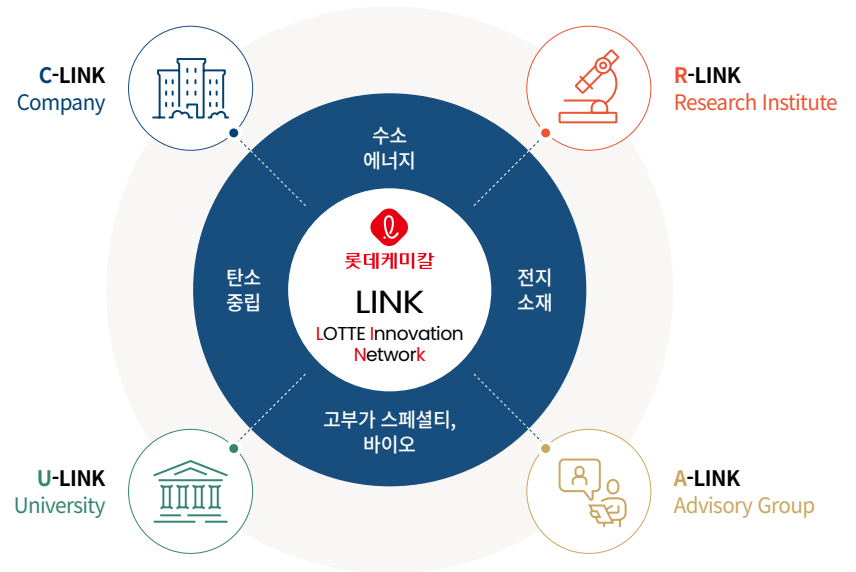 C-LINK
Company
R-LINK
Research Institute
수소
에너지
탄소
중립
롯데케미칼
LINK
LOTTE Innovation
Network
전지
소재
고부가 스페셜티,
바이오
U-LINK
University
A-LINK
Advisory Group